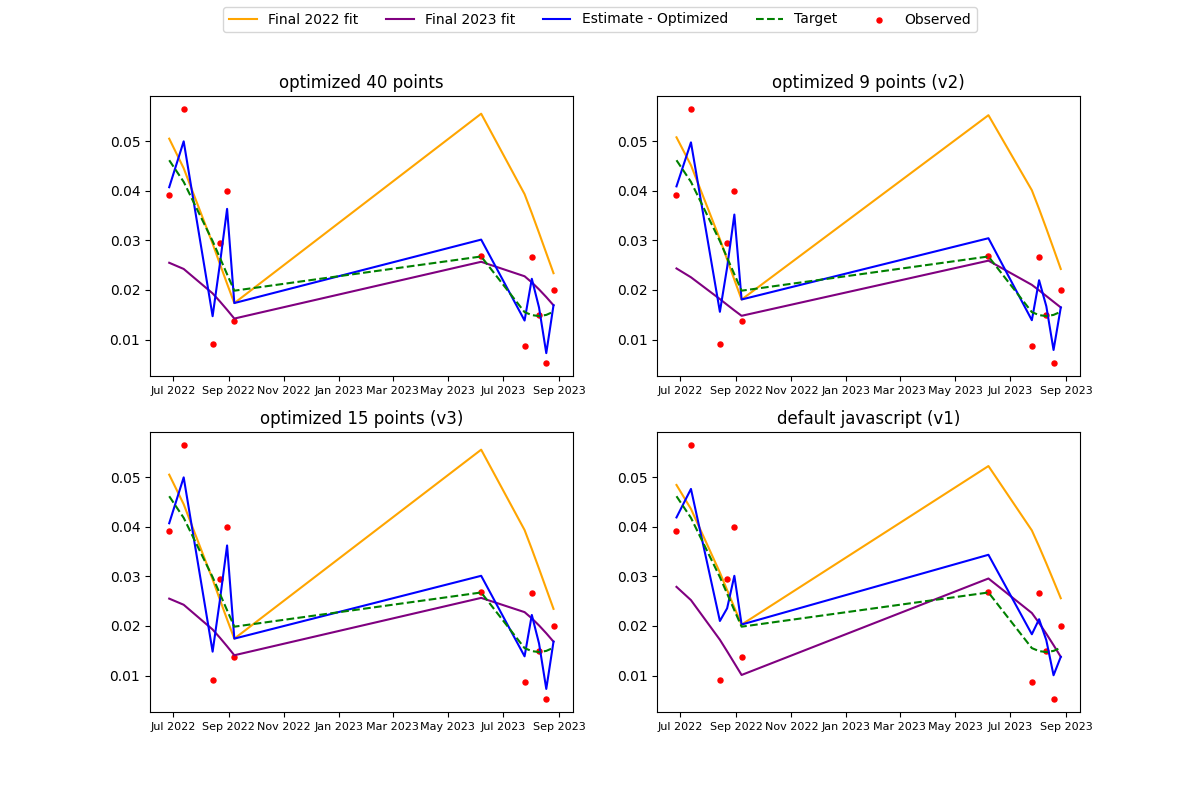 Final 2022 fit Final 2023 fit Estimate - Optimized Target Observed
optimized 40 points
0.05
0.04
0.03
0.02
0.01
Jul 2022 Sep 2022 Nov 2022 Jan 2023 Mar 2023 May 2023 Jul 2023 Sep 2023
optimized 9 points (v2)
0.05
0.04
0.03
0.02
0.01
Jul 2022 Sep 2022 Nov 2022 Jan 2023 Mar 2023 May 2023 Jul 2023 Sep 2023
optimized 15 points (v3)
0.05
0.04
0.03
0.02
0.01
Jul 2022 Sep 2022 Nov 2022 Jan 2023 Mar 2023 May 2023 Jul 2023 Sep 2023
default javascript (v1)
0.05
0.04
0.03
0.02
0.01
Jul 2022 Sep 2022 Nov 2022 Jan 2023 Mar 2023 May 2023 Jul 2023 Sep 2023